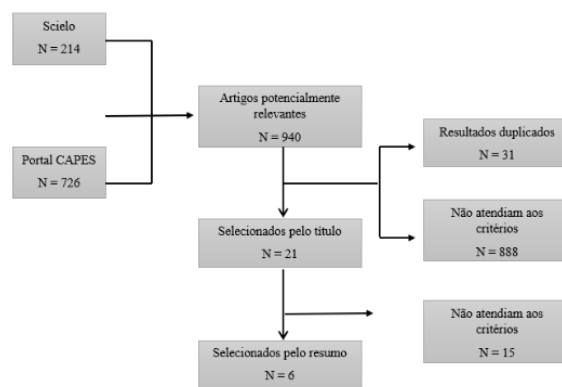 Scielo
N = 214
Artigos potencialmente
relevantes
N = 940
Resultados duplicados
N = 31
Portal CAPES
N = 726
Não atendiam aos
critérios
N = 888
Selecionados pelo título
N = 21
Não atendiam aos
critérios
N = 15
Selecionados pelo resumo
N = 6